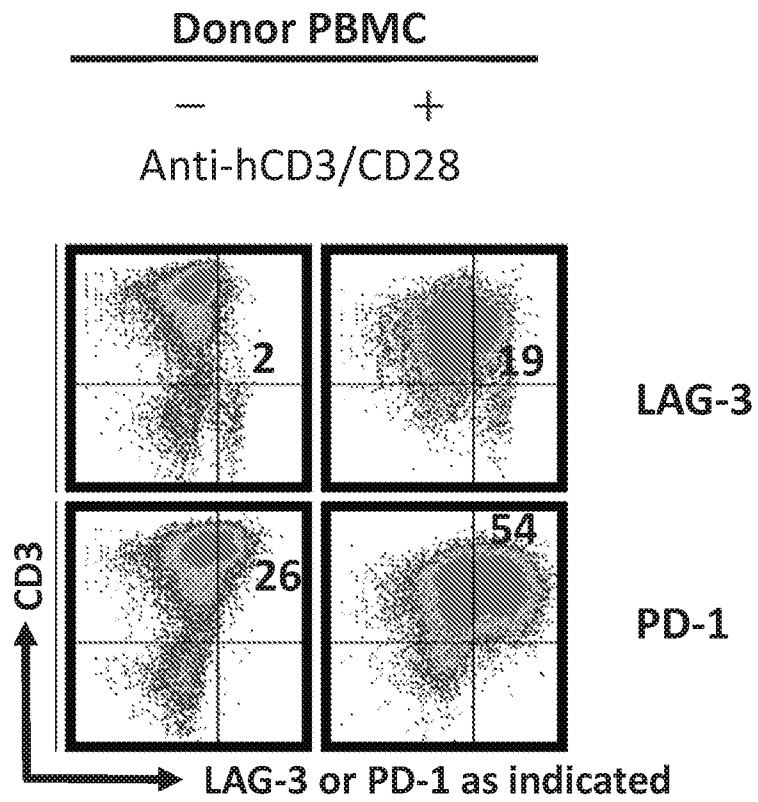 Donor PBMC
− +
Anti-hCD3/CD28
2
19
LAG-3
26
54
PD-1
CD3
LAG-3 or PD-1 as indicated